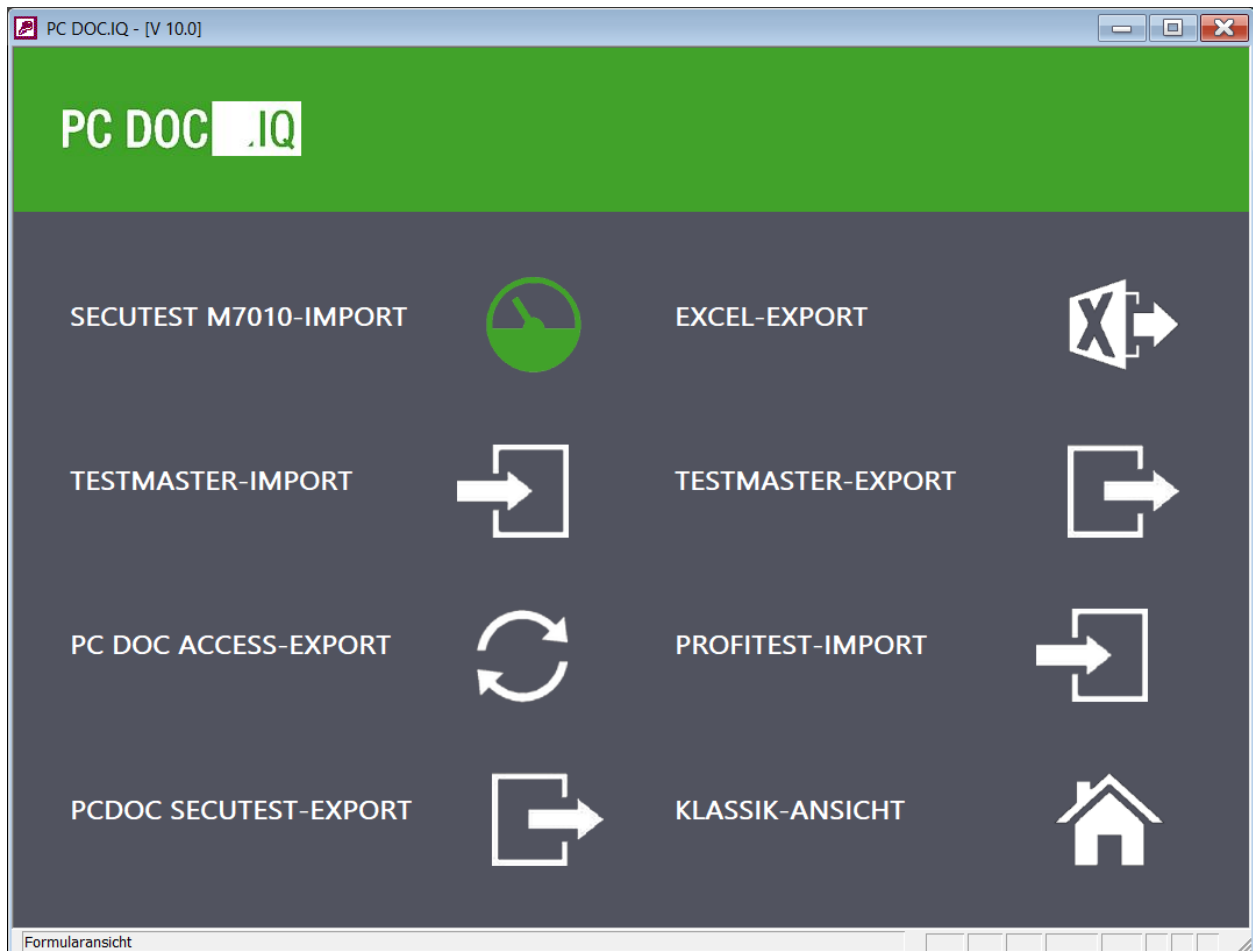 PC DOC.IQ - [V 10.0]
PC DOC .IQ
SECUTEST M7010-IMPORT
EXCEL-EXPORT
TESTMASTER-IMPORT
TESTMASTER-EXPORT
PC DOC ACCESS-EXPORT
PROFITEST-IMPORT
PCDOC SECUTEST-EXPORT
KLASSIK-ANSICHT
Formularansicht